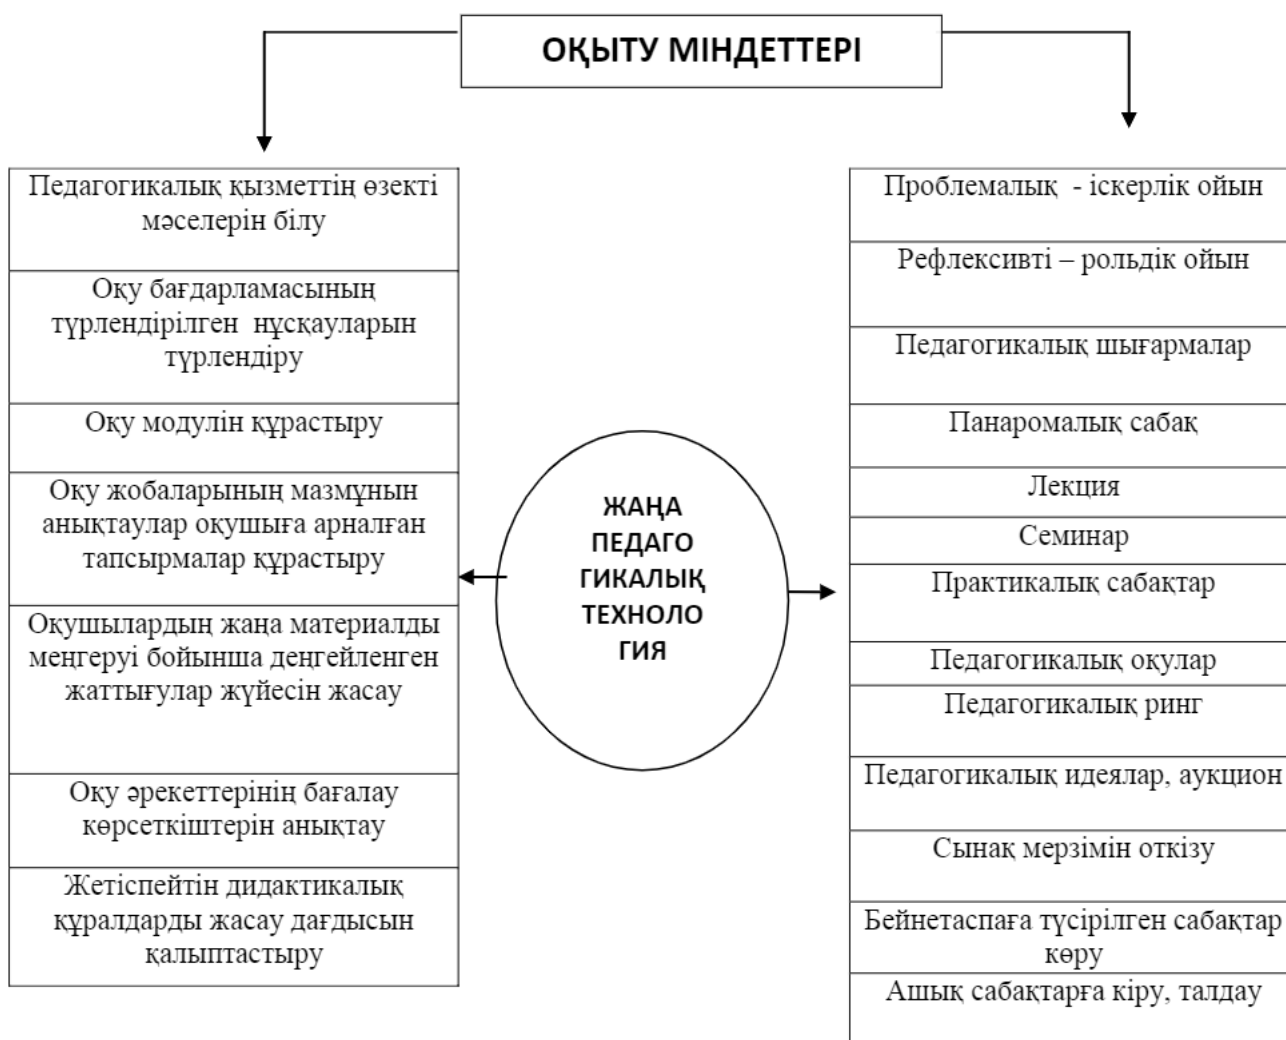 ОҚЫТУ МІНДЕТТЕРІ
Педагогикалық қызметтің өзекті
мәселерін білу
Оқу бағдарламасының
түрлендірілген нұсқауларын
түрлендіру
Оқу модулін құрастыру
Оқу жобаларының мазмұнын
анықтаулар оқушыға арналған
тапсырмалар құрастыру
Оқушылардың жаңа материалды
меңгеруі бойынша деңгейленген
жаттығулар жүйесін жасау
Оқу әрекеттерінің бағалау
көрсеткіштерін анықтау
Жетіспейтін дидактикалық
құралдарды жасау дағдысын
қалыптастыру
ЖАҢА
ПЕДАГО
ГИКАЛЫҚ
ТЕХНОЛО
ГИЯ
Проблемалық - іскерлік ойын
Рефлексивті – рольдік ойын
Педагогикалық шығармалар
Панаромалық сабақ
Лекция
Семинар
Практикалық сабақтар
Педагогикалық оқулар
Педагогикалық ринг
Педагогикалық идеялар, аукцион
Сынақ мерзімін откізу
Бейнетаспаға түсірілген сабақтар
көру
Ашық сабақтарға кіру, талдау